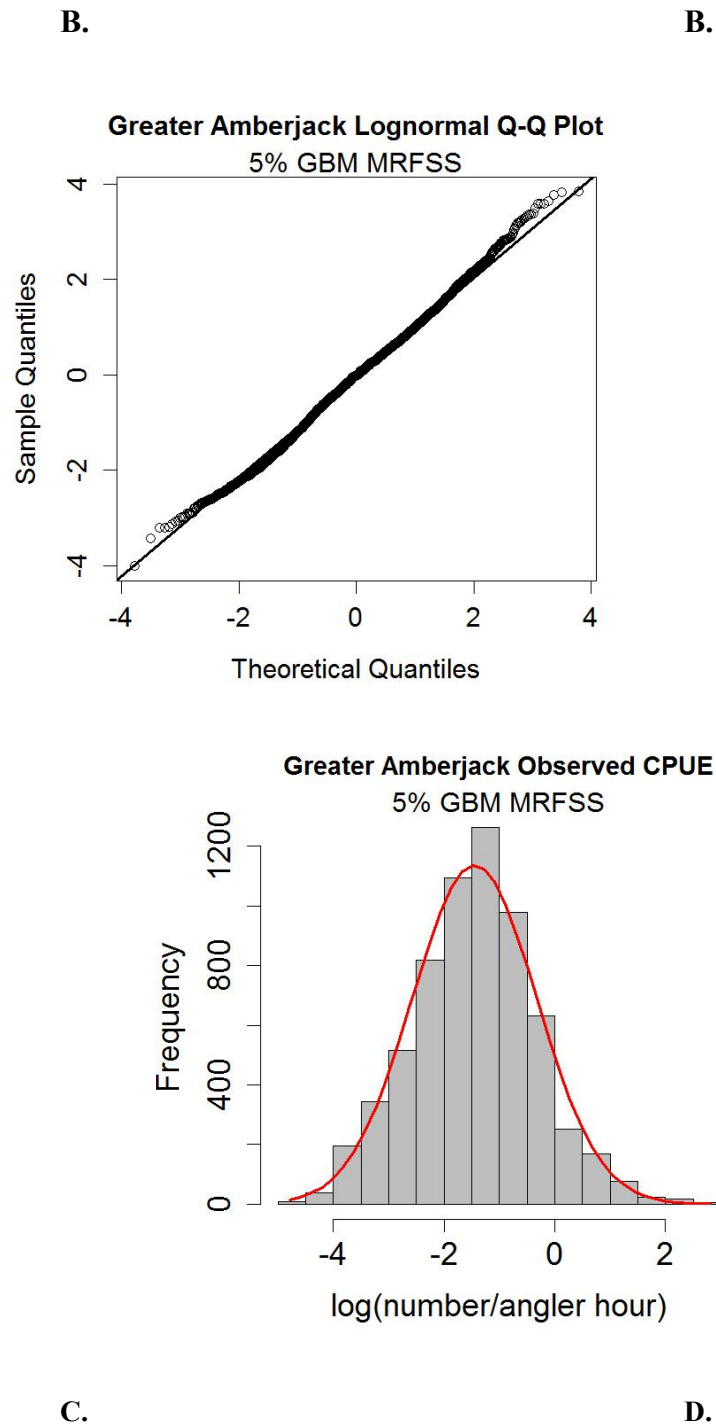 B. B.
Greater Amberjack Lognormal Q-Q Plot
5% GBM MRFSS
4
2
0
-2
-4
Sample Quantiles
-4 -2 0 2 4
Theoretical Quantiles
Greater Amberjack Observed CPUE
5% GBM MRFSS
1200
800
400
0
Frequency
-4 -2 0 2
log(number/angler hour)
C. D.